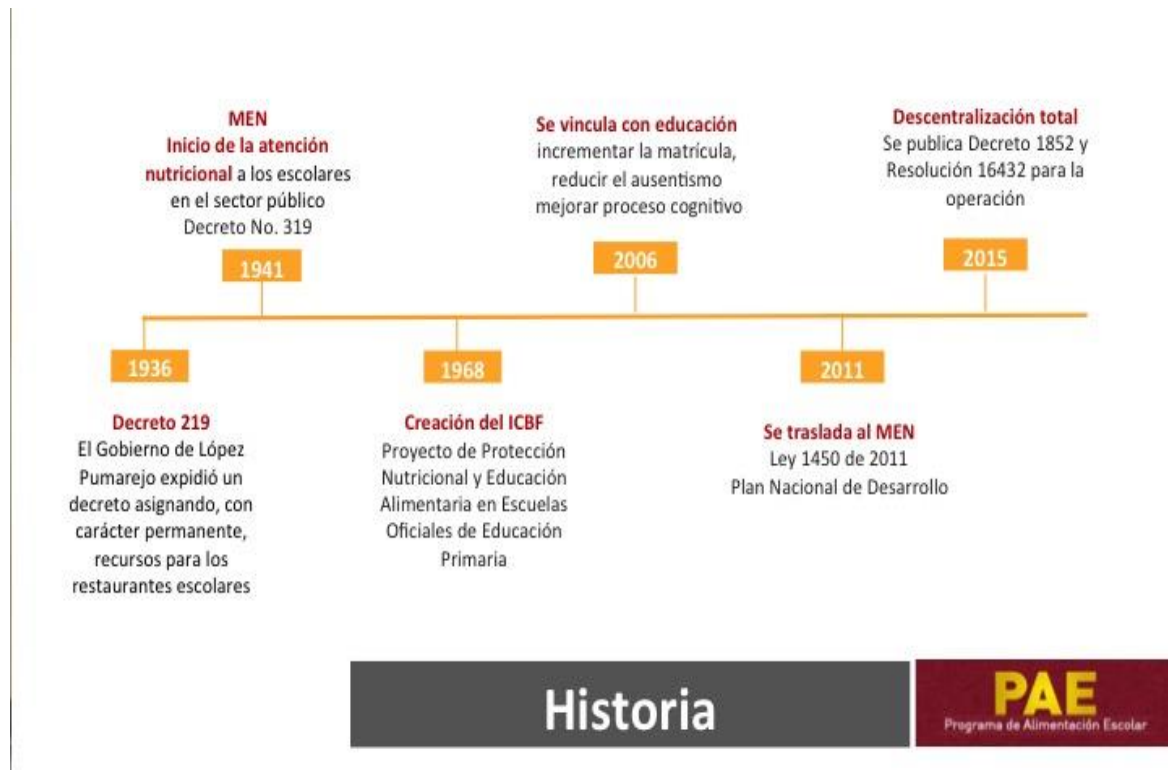 MEN
Inicio de la atención
nutricional a los escolares
en el sector público
Decreto No. 319
1941
Se vincula con educación
incrementar la matrícula,
reducir el ausentismo
mejorar proceso cognitivo
2006
Descentralización total
Se publica Decreto 1852 y
Resolución 16432 para la
operación
2015
1936
Decreto 219
El Gobierno de López
Pumarejo expidió un
decreto asignando, con
carácter permanente,
recursos para los
restaurantes escolares
1968
Creación del ICBF
Proyecto de Protección
Nutricional y Educación
Alimentaria en Escuelas
Oficiales de Educación
Primaria
2011
Se traslada al MEN
Ley 1450 de 2011
Plan Nacional de Desarrollo
Historia
PAE
Programa de Alimentación Escolar